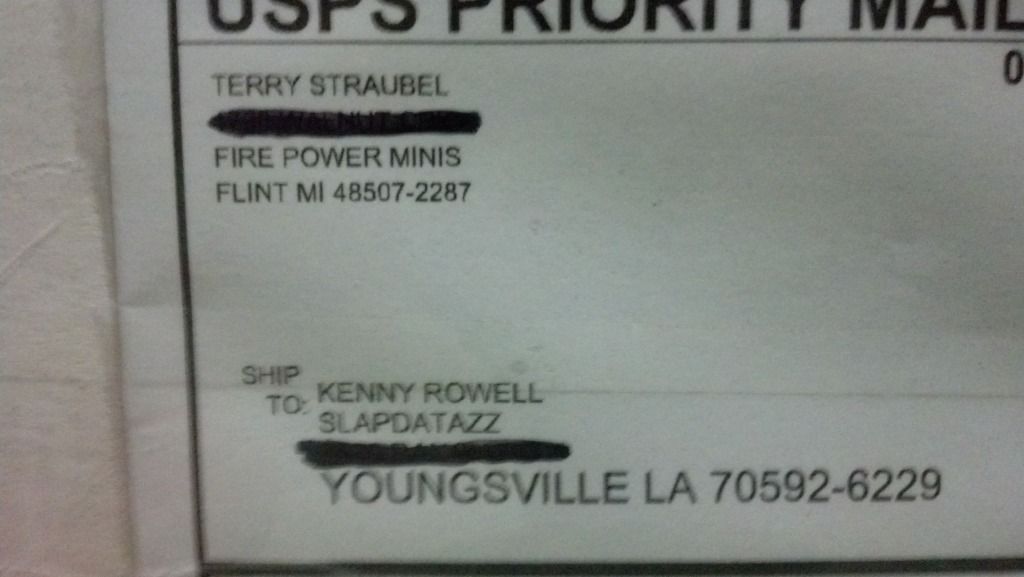 USPS PRIORITY MAIL
0
TERRY STRAUBEL
FIRE POWER MINIS
FLINT MI 48507-2287
SHIP TO:
KENNY ROWELL
SLAPDATAZZ
YOUNGSVILLE LA 70592-6229